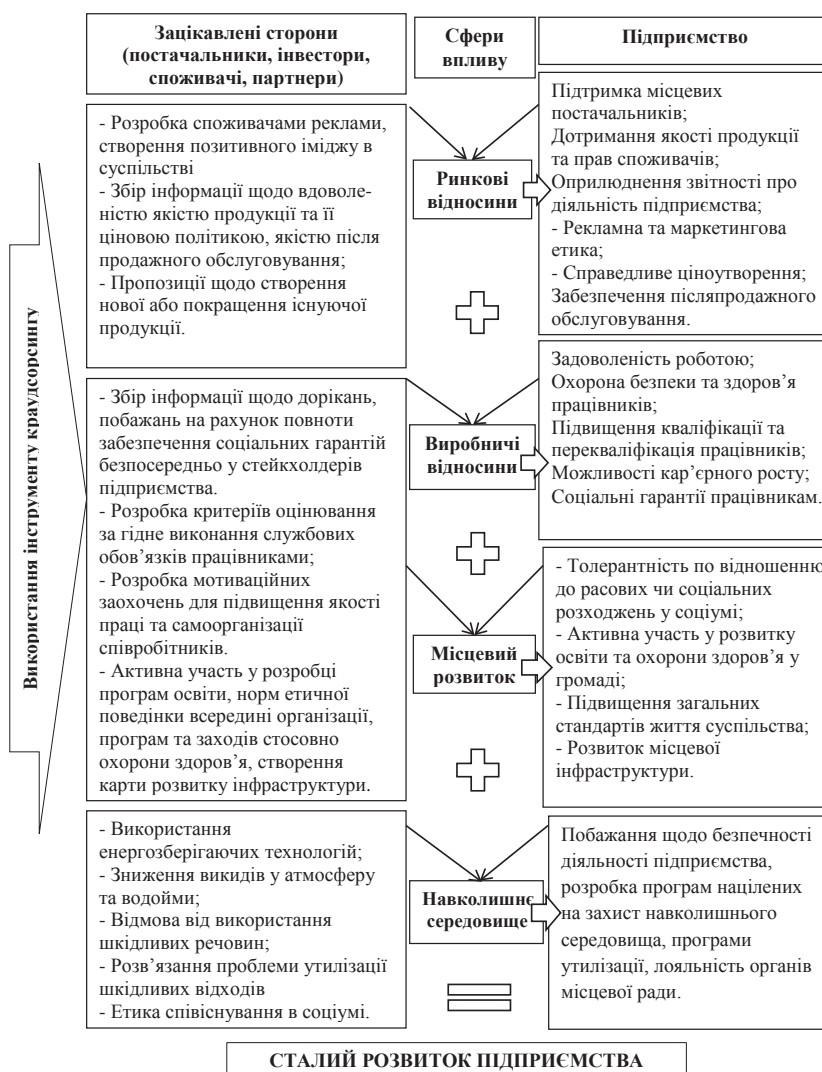 Зацікавлені сторони
(постачальники, інвестори,
споживачі, партнери)
Сфери
впливу
Підприємство
Використання інструменту краудсорсингу
- Розробка споживачами реклами,
створення позитивного іміджу в
суспільстві
- Збір інформації щодо вдоволе-
ністю якістю продукції та її
ціновою політикою, якістю після
продажного обслуговування;
- Пропозиції щодо створення
нової або покращення існуючої
продукції.
Ринкові
відносини
Підтримка місцевих
постачальників;
Дотримання якості продукції
та прав споживачів;
Оприлюднення звітності про
діяльність підприємства;
- Рекламна та маркетингова
етика;
- Справедливе ціноутворення;
Забезпечення післяпродажного
обслуговування.
- Збір інформації щодо дорікань,
побажань на рахунок повноти
забезпечення соціальних гарантій
безпосередньо у стейкхолдерів
підприємства.
- Розробка критеріїв оцінювання
за гідне виконання службових
обов’язків працівниками;
- Розробка мотиваційних
заохочень для підвищення якості
праці та самоорганізації
співробітників.
- Активна участь у розробці
програм освіти, норм етичної
поведінки всередині організації,
програм та заходів стосовно
охорони здоров’я, створення
карти розвитку інфраструктури.
Виробничі
відносини
Задоволеність роботою;
Охорона безпеки та здоров’я
працівників;
Підвищення кваліфікації та
перекваліфікація працівників;
Можливості кар’єрного росту;
Соціальні гарантії працівникам.
Місцевий
розвиток
- Толерантність по відношенню
до расових чи соціальних
розходжень у соціумі;
- Активна участь у розвитку
освіти та охорони здоров’я у
громаді;
- Підвищення загальних
стандартів життя суспільства;
- Розвиток місцевої
інфраструктури.
- Використання
енергозберігаючих технологій;
- Зниження викидів у атмосферу
та водойми;
- Відмова від використання
шкідливих речовин;
- Розв’язання проблеми утилізації
шкідливих відходів
- Етика співіснування в соціумі.
Навколишнє
середовище
Побажання щодо безпечності
діяльності підприємства,
розробка програм націлених
на захист навколишнього
середовища, програми
утилізації, лояльність органів
місцевої ради.
СТАЛИЙ РОЗВИТОК ПІДПРИЄМСТВА